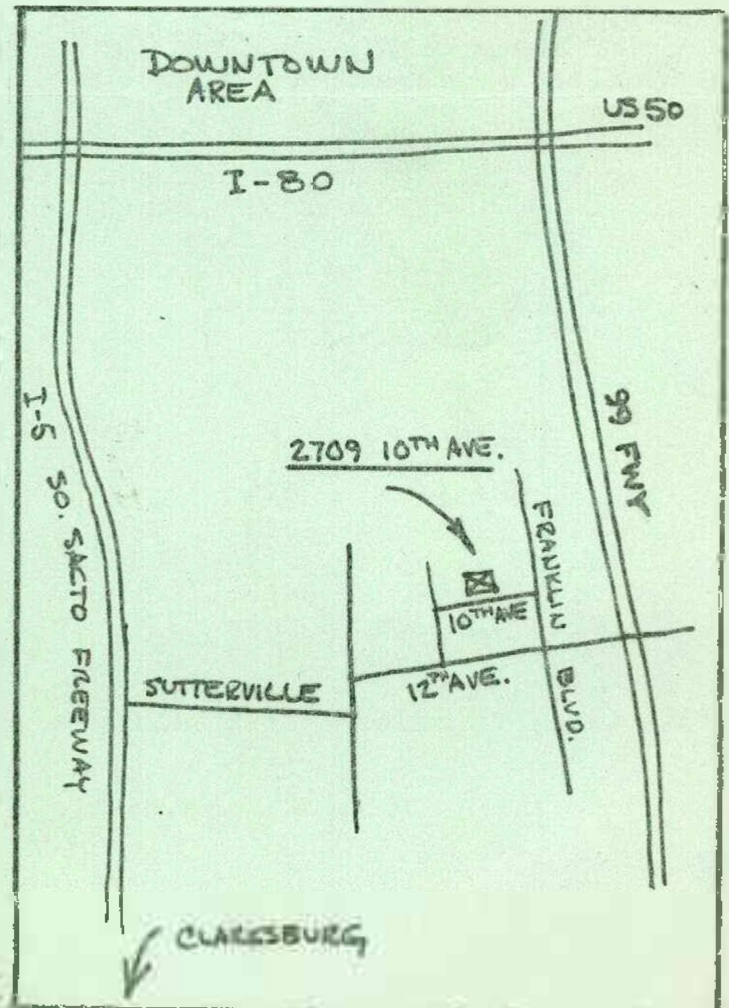 DOWNTOWN
AREA
US 50
I-80
I-5 SO. SACTO FREEWAY
99 FWY
2709 10TH AVE.
FRANKLIN BLVD.
10TH AVE
12TH AVE.
SUTTERVILLE
CLARKSBURG